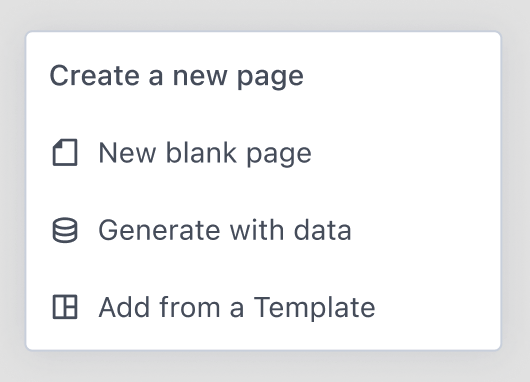 Create a new page
New blank page
Generate with data
Add from a Template